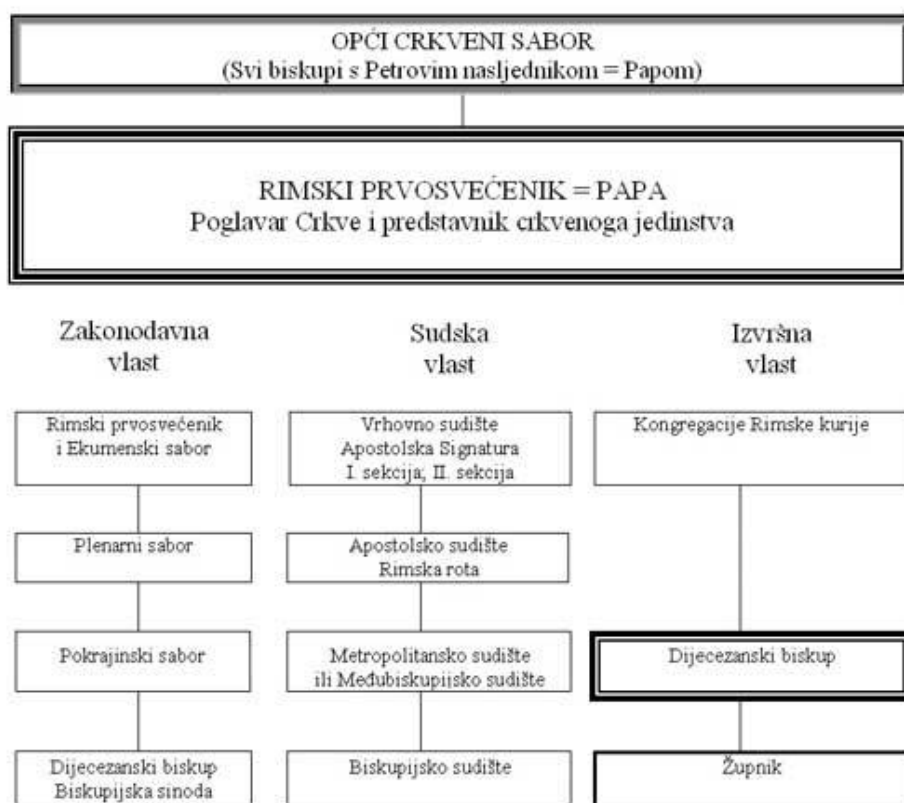 OPĆI CRKVENI SABOR
(Svi biskupi s Petrovim nasljednikom = Papom)
RIMSKI PRVOSVEĆENIK = PAPA
Poglavar Crkve i predstavnik crkvenoga jedinstva
Zakonodavna
vlast
Rimski prvosvećenik
i Ekumenski sabor
Plenarni sabor
Pokrajinski sabor
Dijecezanski biskup
Biskupijska sinoda
Sudska
vlast
Vrhovno sudište
Apostolska Signatura
I. sekcija; II. sekcija
Apostolsko sudište
Rimska rota
Metropolitansko sudište
ili Međubiskupijsko sudište
Biskupijsko sudište
Izvršna
vlast
Kongregacije Rimske kurije
Dijecezanski biskup
Župnik